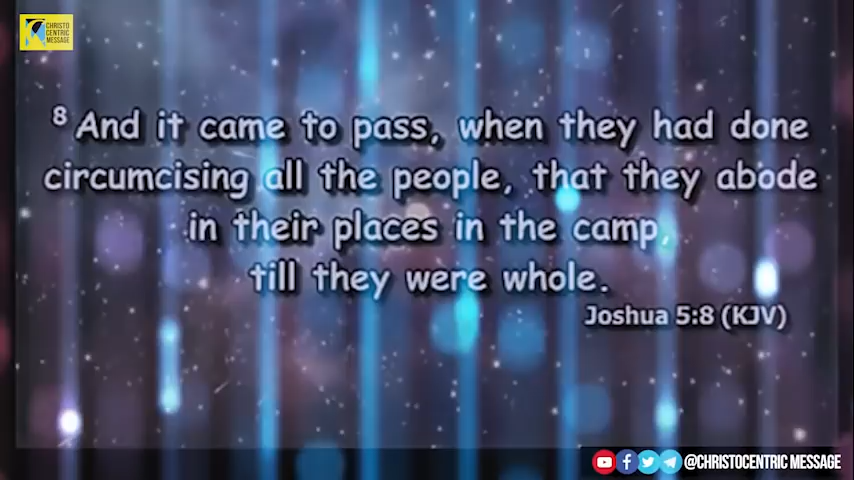 CHRISTO
CENTRIC
MESSAGE
8 And it came to pass, when they had done
circumcising all the people, that they abode
in their places in the camp,
till they were whole.
Joshua 5:8 (KJV)
@CHRISTOCENTRIC MESSAGE